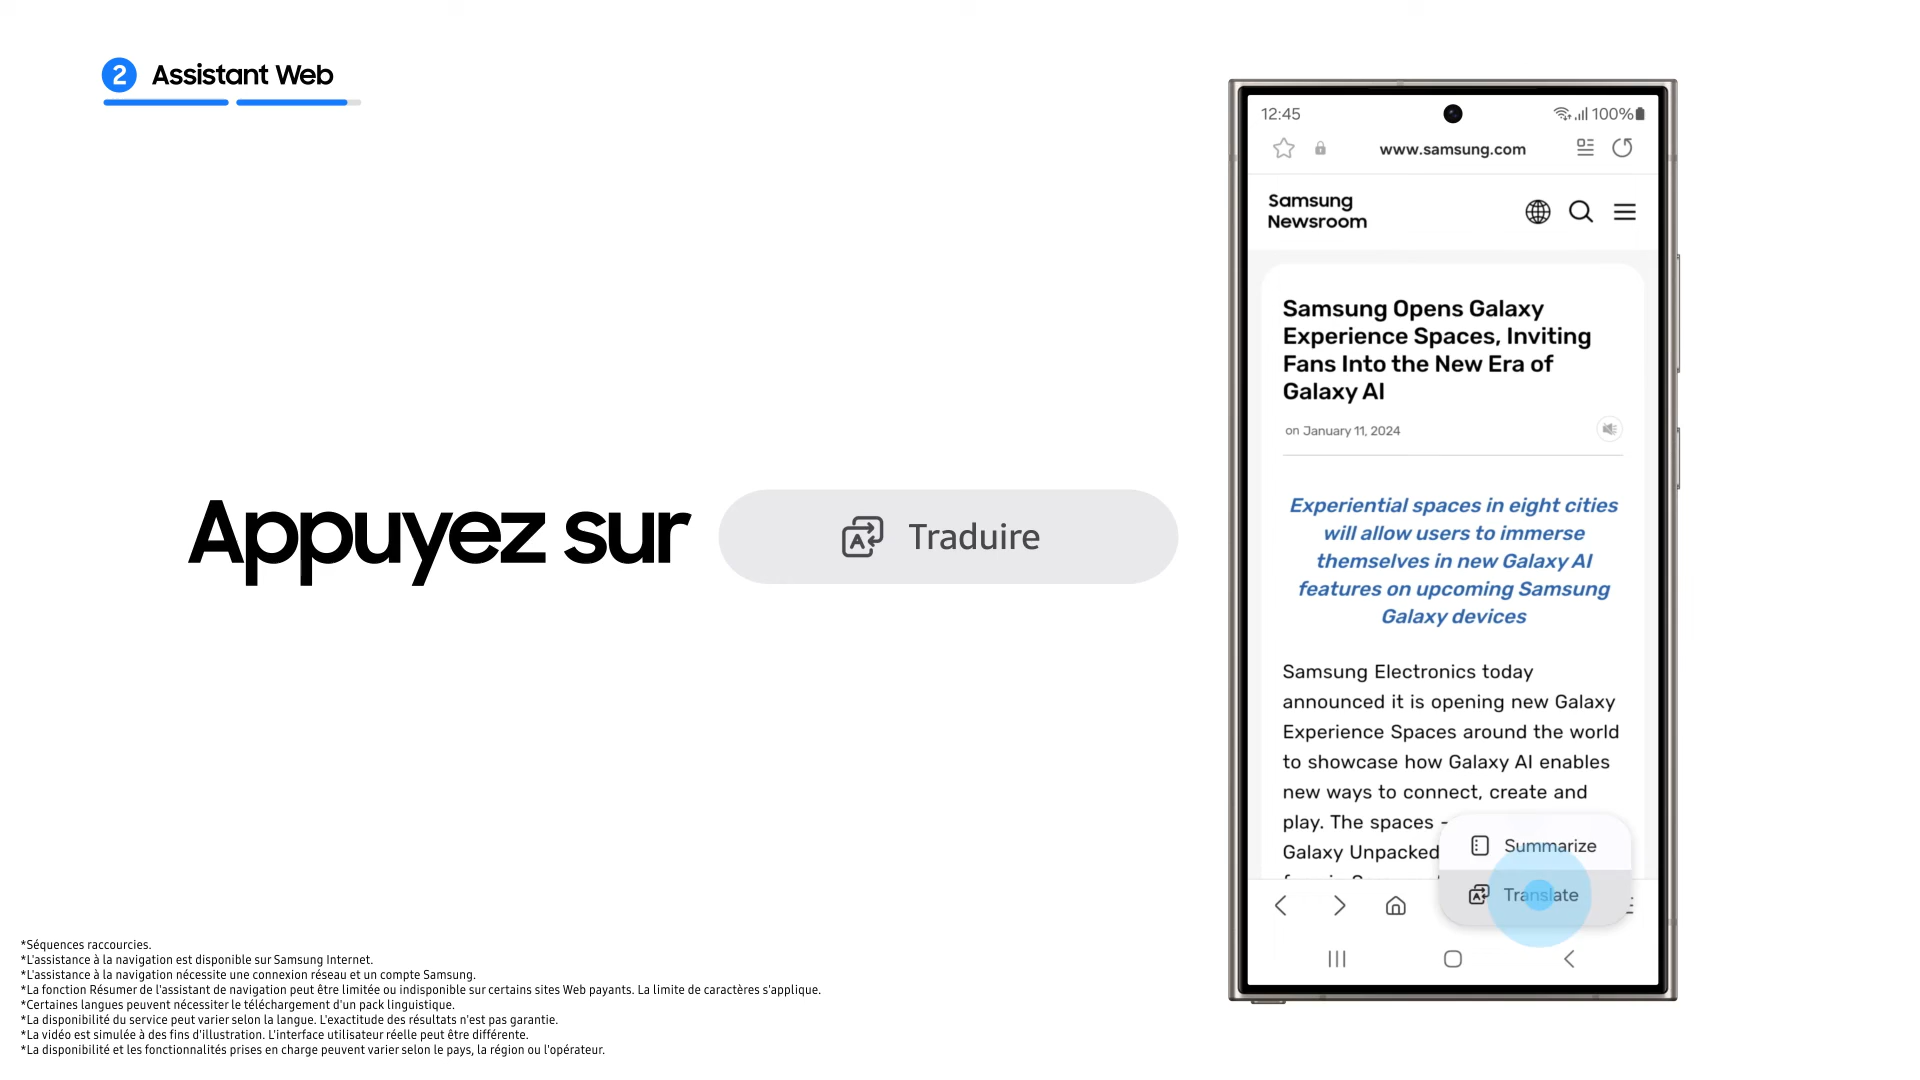 2 Assistant Web
Appuyez sur Traduire
12:45
100%
www.samsung.com
Samsung
Newsroom
Samsung Opens Galaxy
Experience Spaces, Inviting
Fans Into the New Era of
Galaxy AI
on January 11, 2024
Experiential spaces in eight cities
will allow users to immerse
themselves in new Galaxy AI
features on upcoming Samsung
Galaxy devices
Samsung Electronics today
announced it is opening new Galaxy
Experience Spaces around the world
to showcase how Galaxy AI enables
new ways to connect, create and
play. The spaces -
Galaxy Unpacked
Summarize
Translate
*Séquences raccourcies.
*L'assistance à la navigation est disponible sur Samsung Internet.
*L'assistance à la navigation nécessite une connexion réseau et un compte Samsung.
*La fonction Résumer de l'assistant de navigation peut être limitée ou indisponible sur certains sites Web payants. La limite de caractères s'applique.
*Certaines langues peuvent nécessiter le téléchargement d'un pack linguistique.
*La disponibilité du service peut varier selon la langue. L'exactitude des résultats n'est pas garantie.
*La vidéo est simulée à des fins d'illustration. L'interface utilisateur réelle peut être différente.
*La disponibilité et les fonctionnalités prises en charge peuvent varier selon le pays, la région ou l'opérateur.